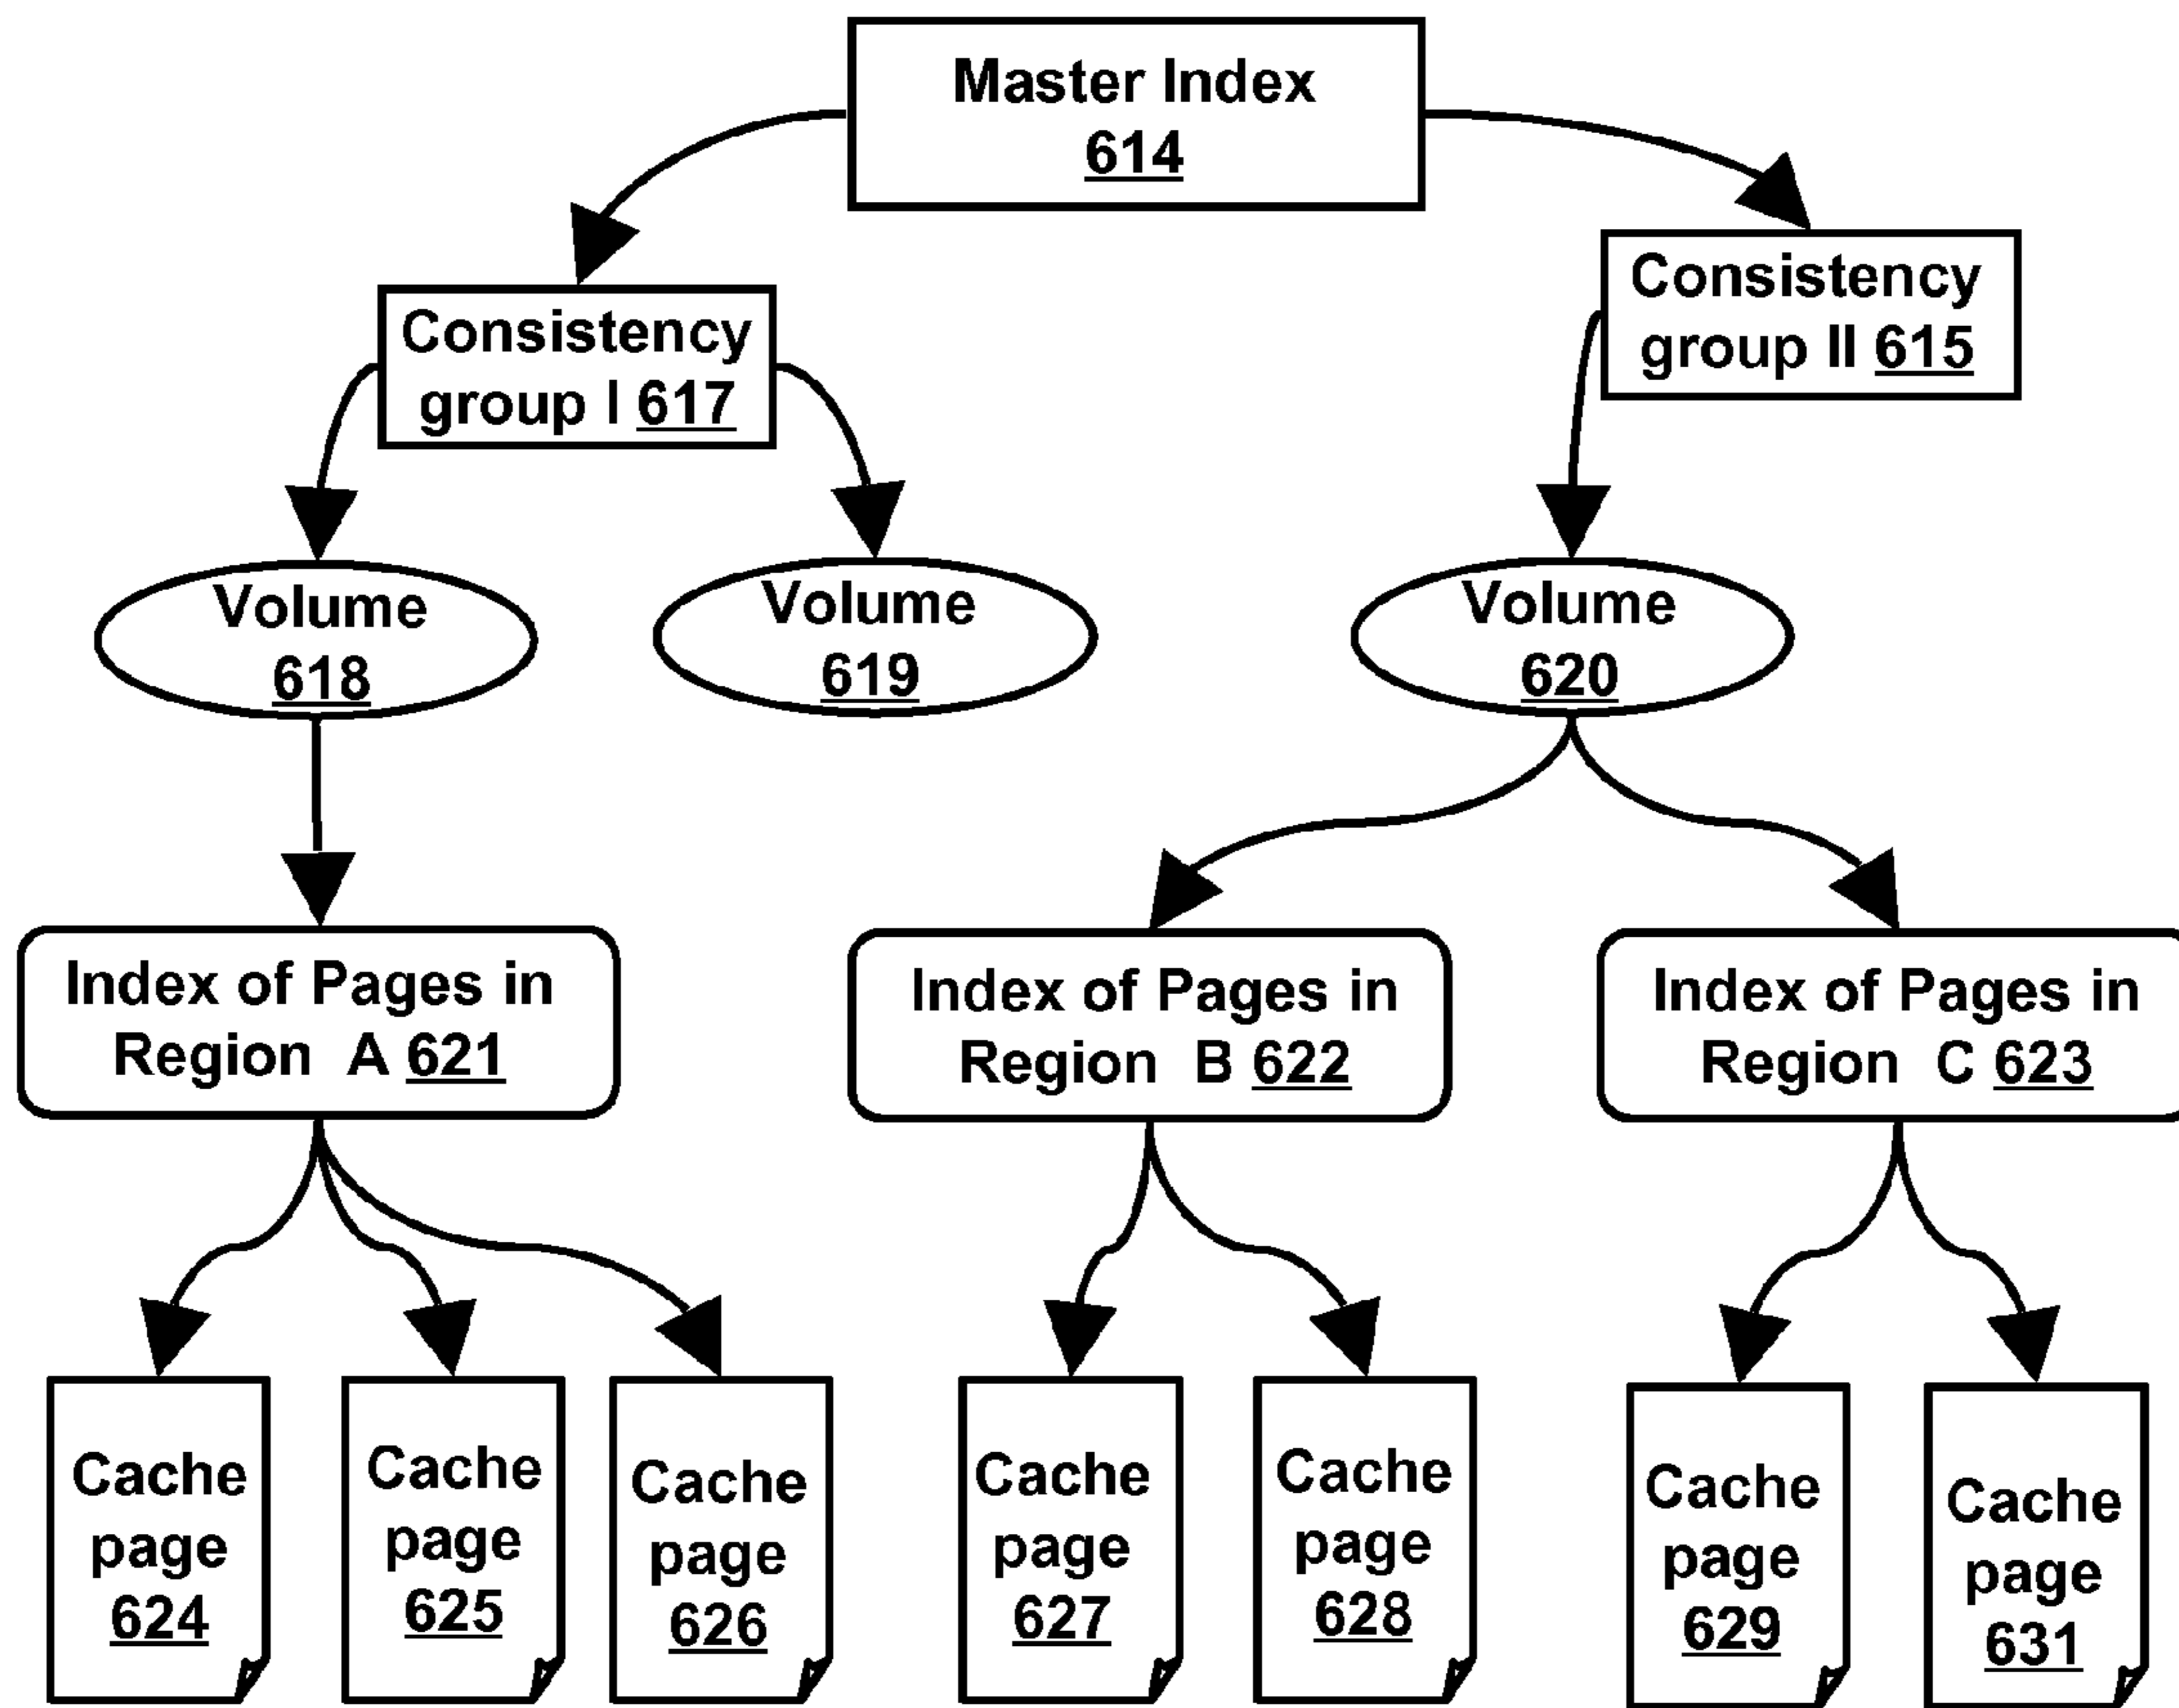 Master Index
614
Consistency
group II 615
Consistency
group I 617
Volume
618
Volume
619
Volume
620
Index of Pages in
Region A 621
Index of Pages in
Region B 622
Index of Pages in
Region C 623
Cache
page
624
Cache
page
625
Cache
page
626
Cache
page
627
Cache
page
628
Cache
page
629
Cache
page
631